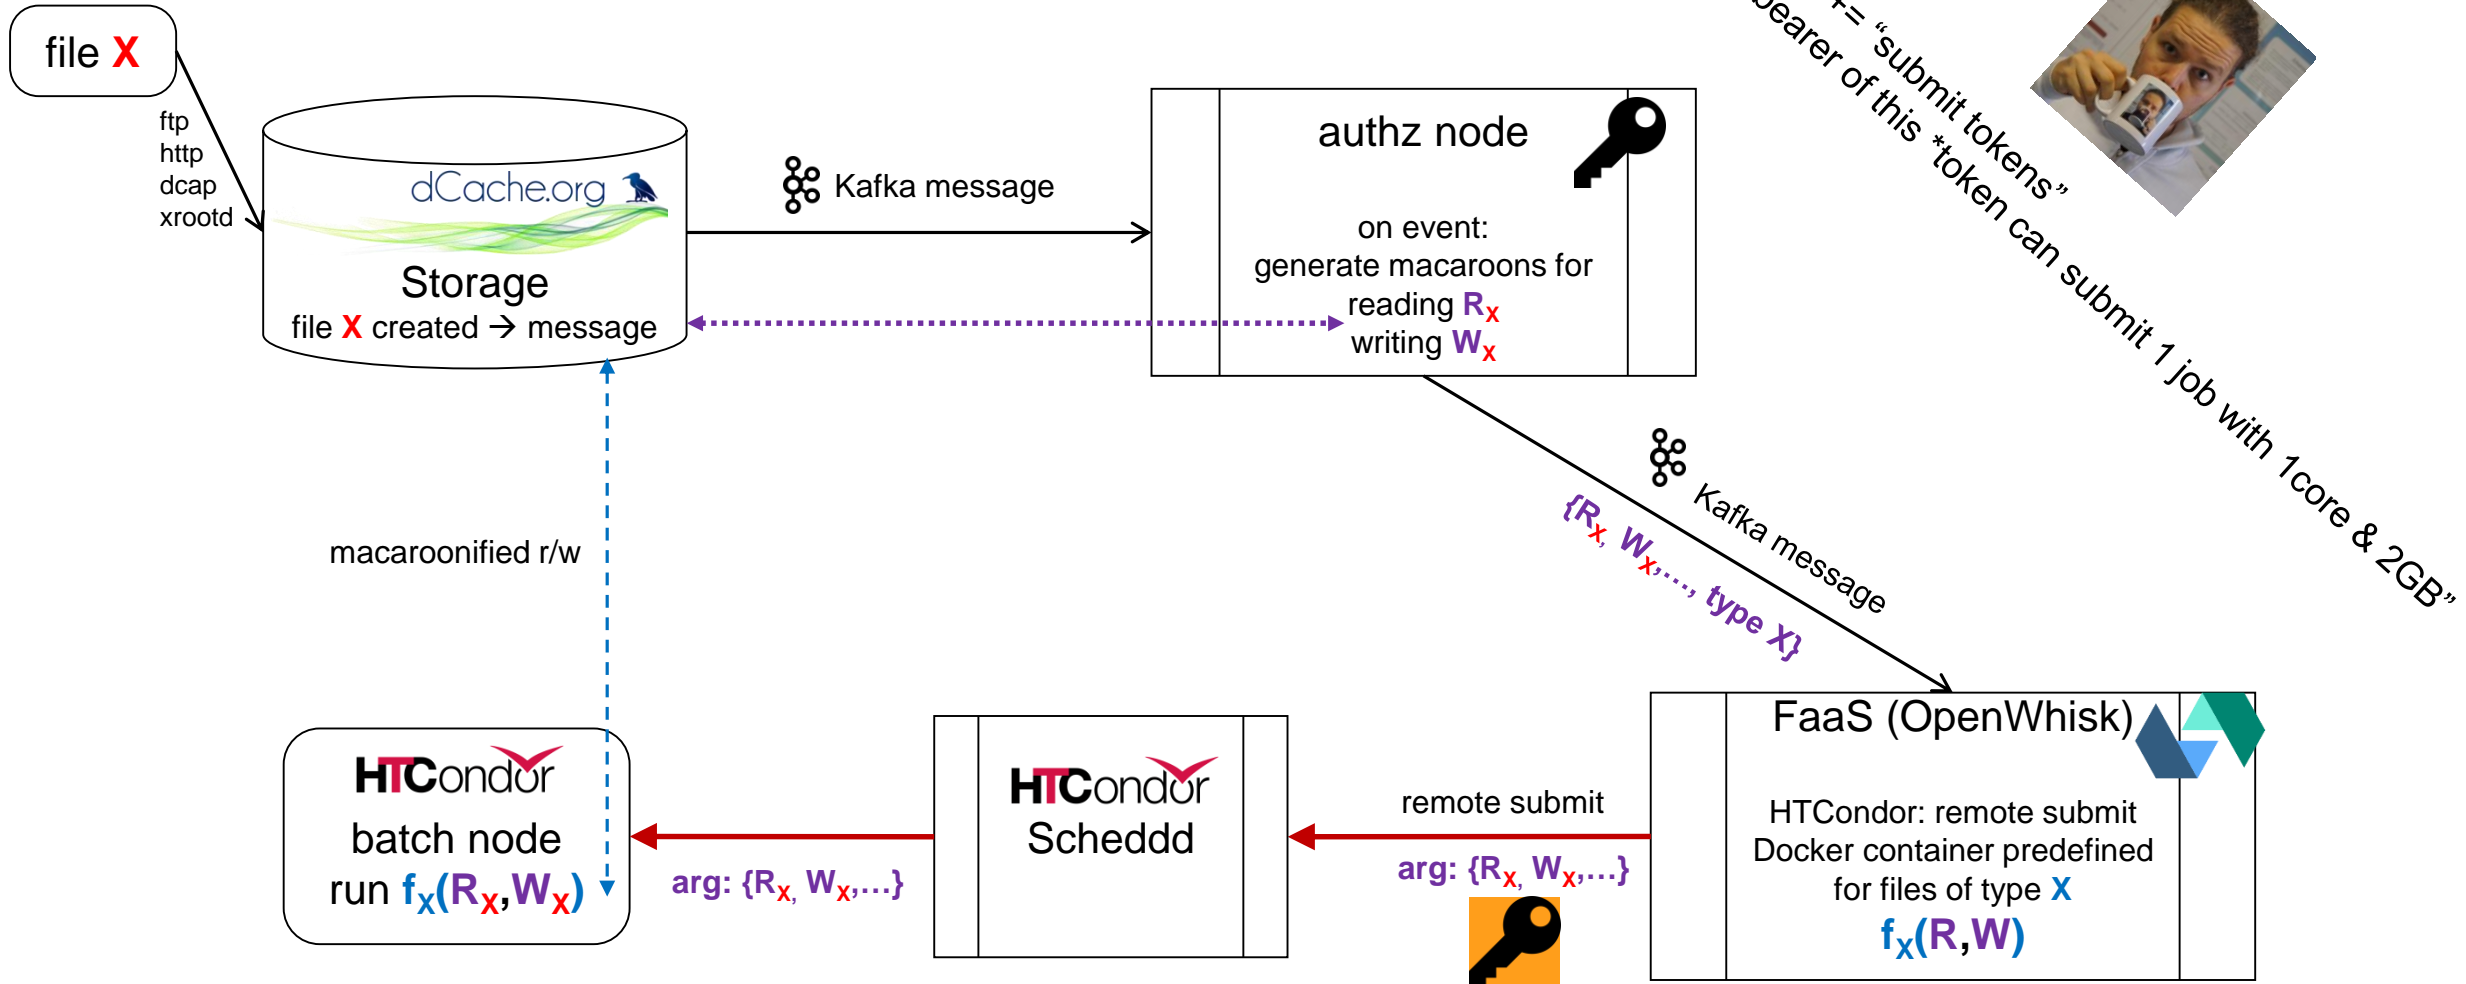 file X
ftp
http
dcap
xrootd
dCache.org
Storage
file X created → message
Kafka message
authz node
on event:
generate macaroons for
reading RX
writing WX
+= “submit tokens”
bearer of this *token can submit 1 job with 1core & 2GB”
Kafka message
{RX, WX,…, type X}
macaroonified r/w
HTCondor
batch node
run fX(RX,WX)
arg: {RX, WX,…}
HTCondor
Scheddd
remote submit
arg: {RX, WX,…}
FaaS (OpenWhisk)
HTCondor: remote submit
Docker container predefined
for files of type X
fX(R,W)